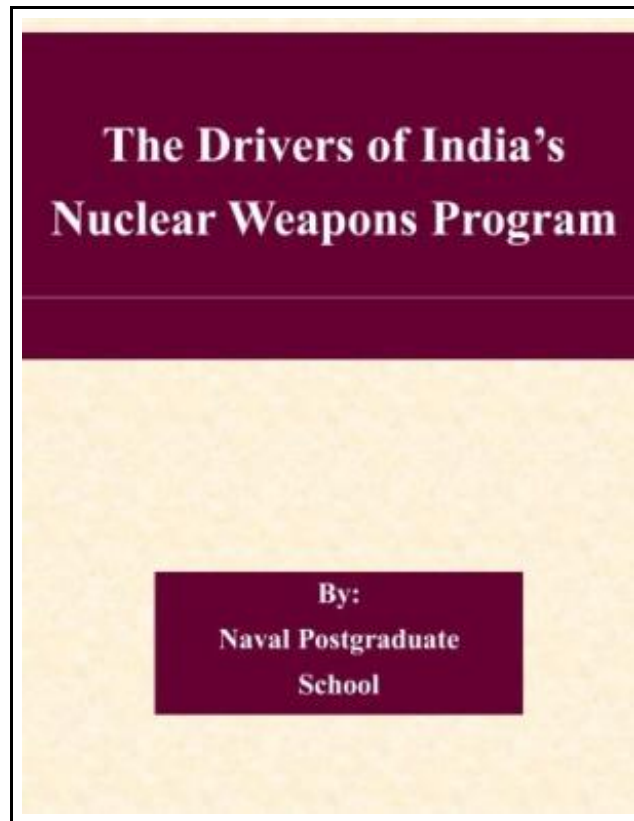 The Drivers of India’s
Nuclear Weapons Program
By:
Naval Postgraduate
School